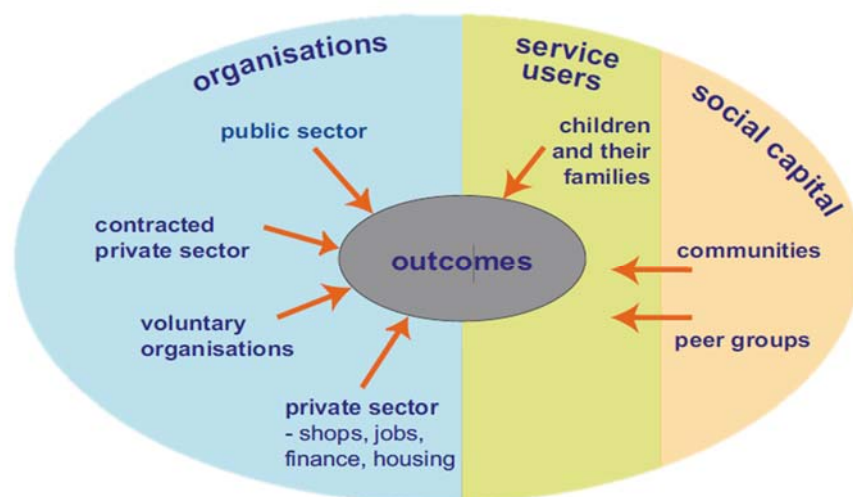 organisations
service
users
social capital
public sector
children
and their
families
contracted
private sector
outcomes
communities
voluntary
organisations
peer groups
private sector
- shops, jobs,
finance, housing